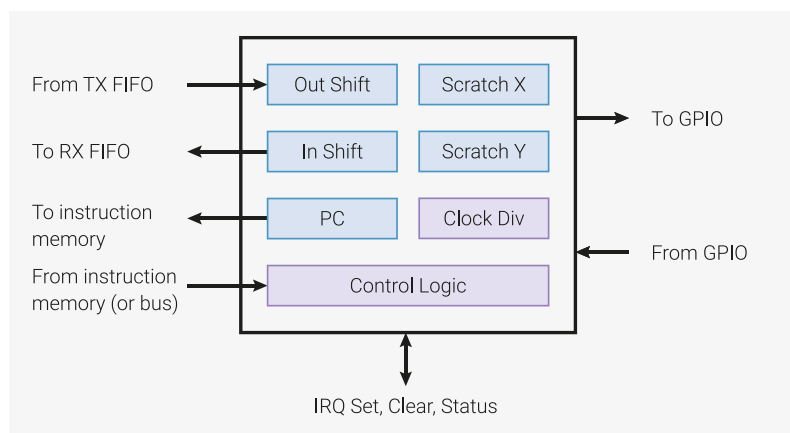 From TX FIFO
Out Shift
Scratch X
To GPIO
To RX FIFO
In Shift
Scratch Y
To instruction
memory
PC
Clock Div
From GPIO
From instruction
memory (or bus)
Control Logic
IRQ Set, Clear, Status